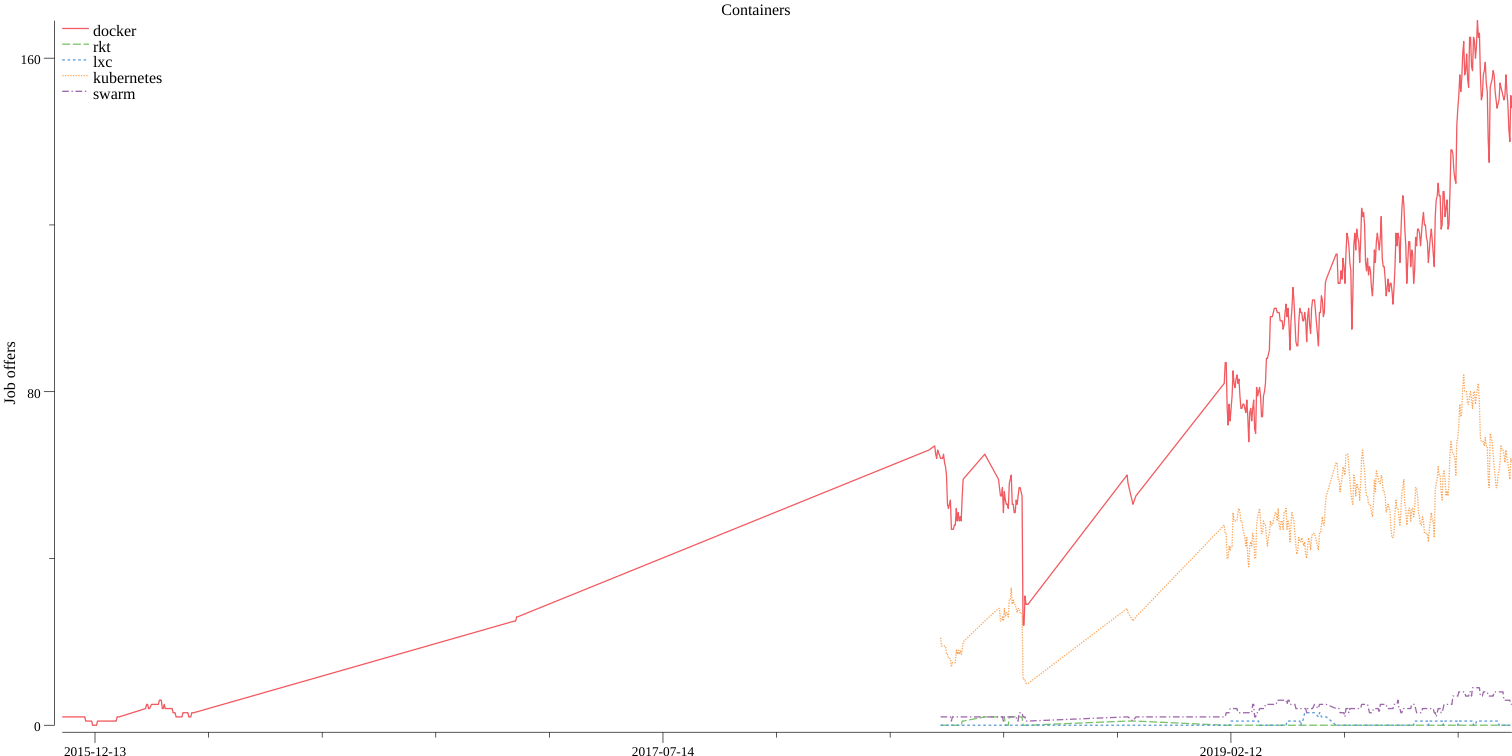 Containers
docker
rkt
lxc
kubernetes
swarm
160
80
0
Job offers
2015-12-13
2017-07-14
2019-02-12